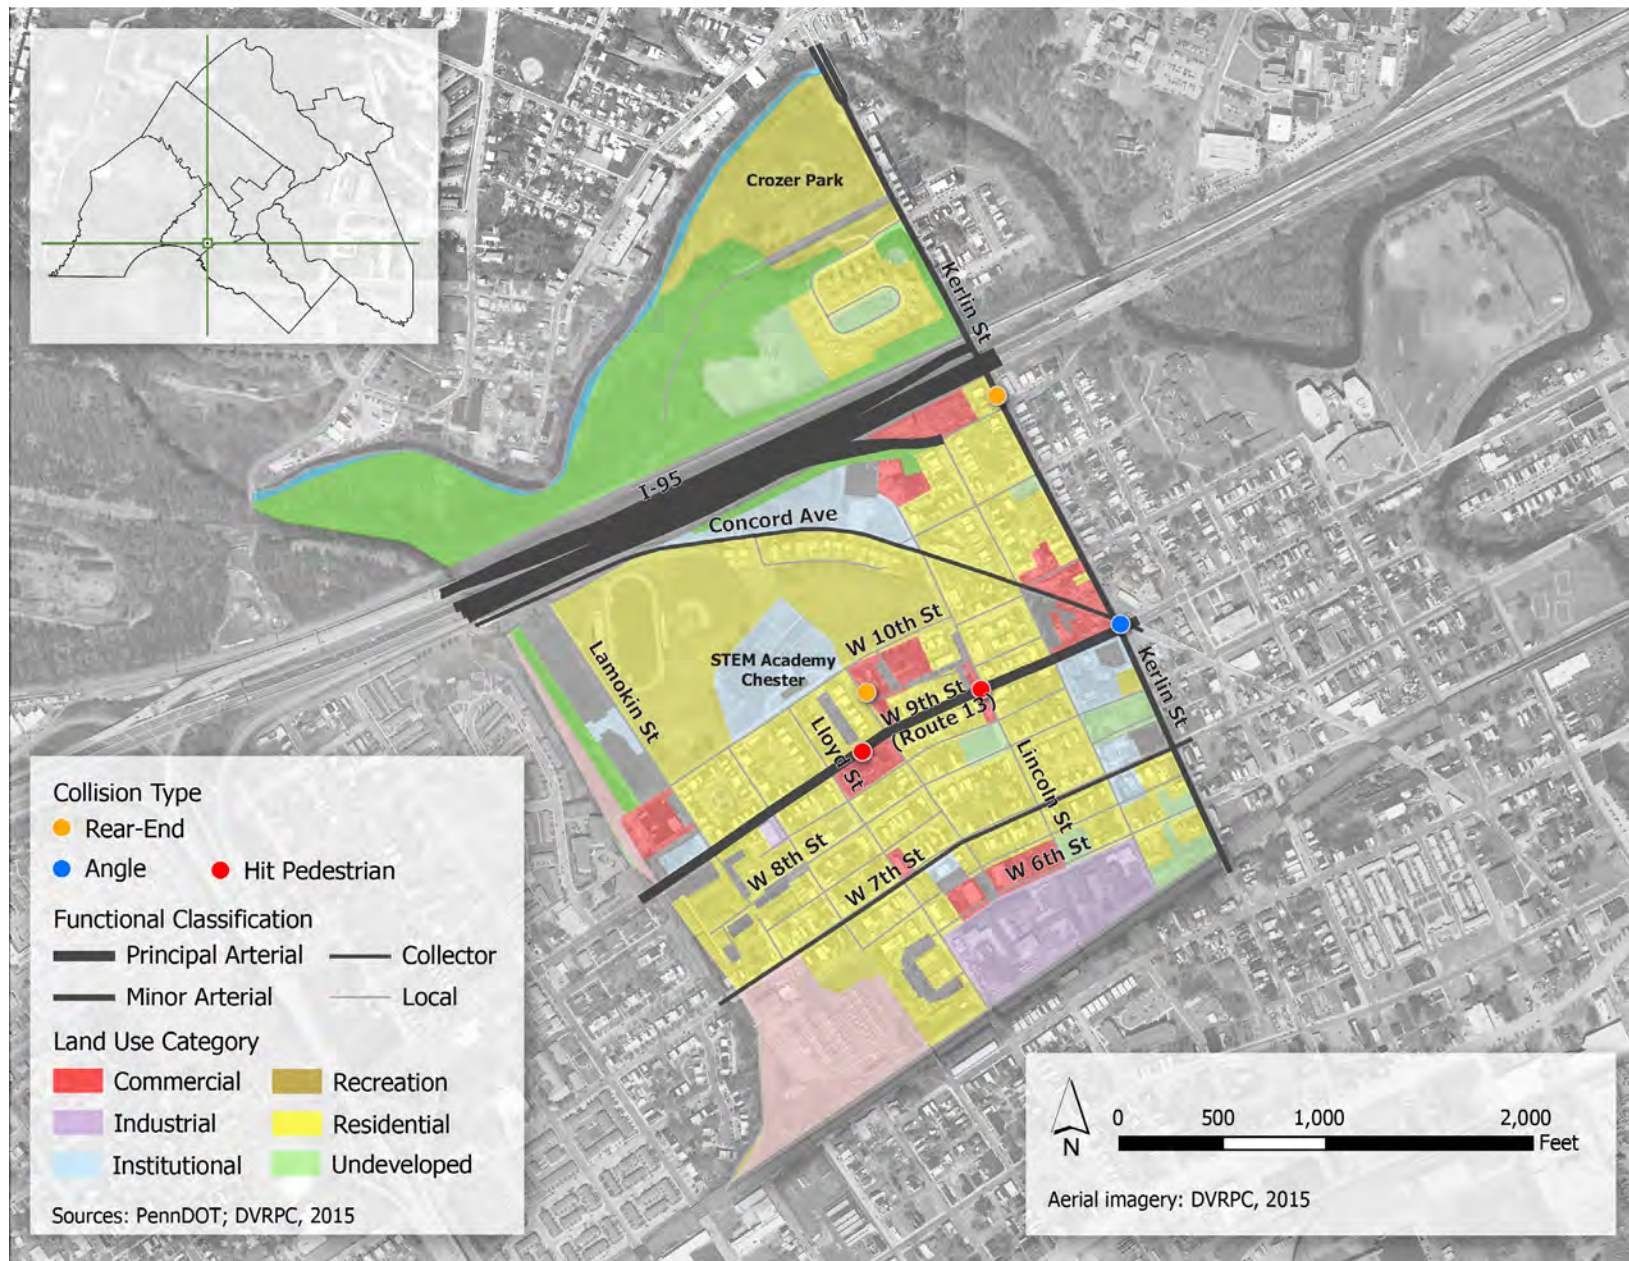 Crozer Park
Kerlin St
I-95
Concord Ave
W 10th St
STEM Academy
Chester
Lamokin St
W 9th St
(Route 13)
Lloyd St
Kerlin St
Lincoln St
W 8th St
W 7th St
W 6th St
Collision Type
Rear-End
Angle
Hit Pedestrian
Functional Classification
Principal Arterial
Collector
Minor Arterial
Local
Land Use Category
Commercial
Recreation
Industrial
Residential
Institutional
Undeveloped
Sources: PennDOT; DVRPC, 2015
N
0 500 1,000 2,000
Feet
Aerial imagery: DVRPC, 2015